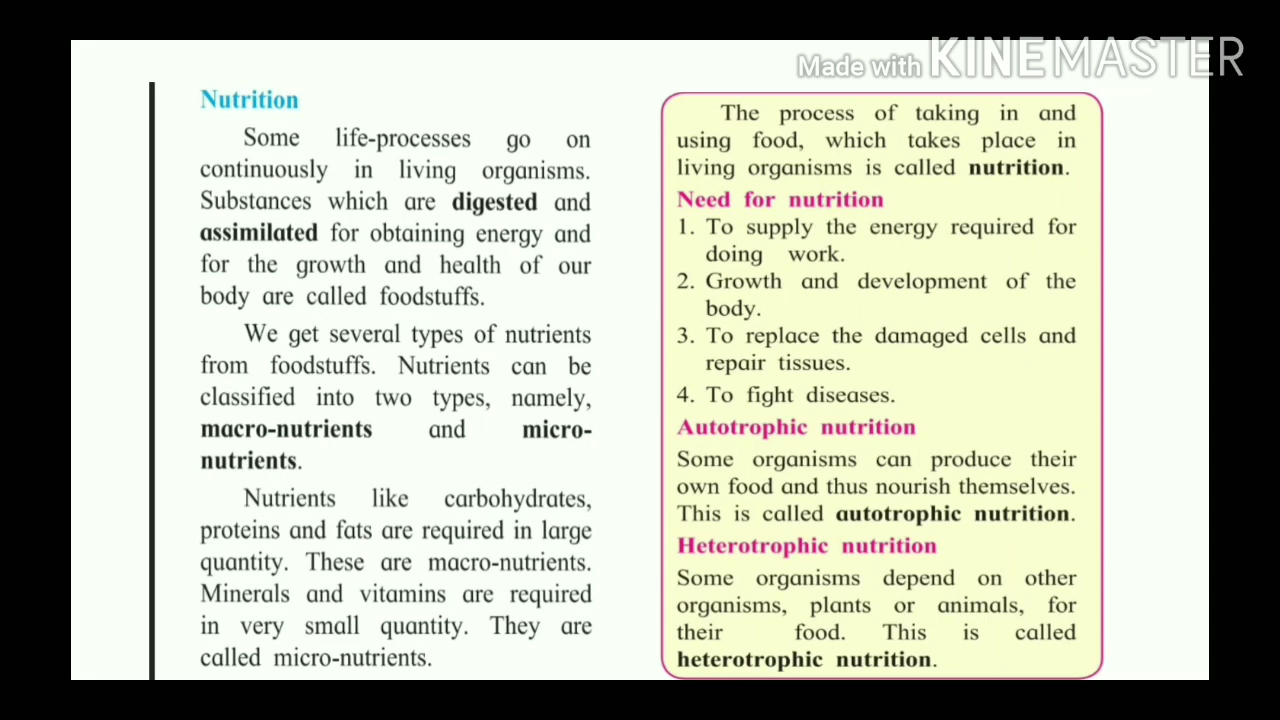 Made with KINEMASTER
Nutrition
Some life-processes go on
continuously in living organisms.
Substances which are digested and
assimilated for obtaining energy and
for the growth and health of our
body are called foodstuffs.
We get several types of nutrients
from foodstuffs. Nutrients can be
classified into two types, namely,
macro-nutrients and micro-
nutrients.
Nutrients like carbohydrates,
proteins and fats are required in large
quantity. These are macro-nutrients.
Minerals and vitamins are required
in very small quantity. They are
called micro-nutrients.
The process of taking in and
using food, which takes place in
living organisms is called nutrition.
Need for nutrition
1. To supply the energy required for
doing work.
2. Growth and development of the
body.
3. To replace the damaged cells and
repair tissues.
4. To fight diseases.
Autotrophic nutrition
Some organisms can produce their
own food and thus nourish themselves.
This is called autotrophic nutrition.
Heterotrophic nutrition
Some organisms depend on other
organisms, plants or animals, for
their food. This is called
heterotrophic nutrition.